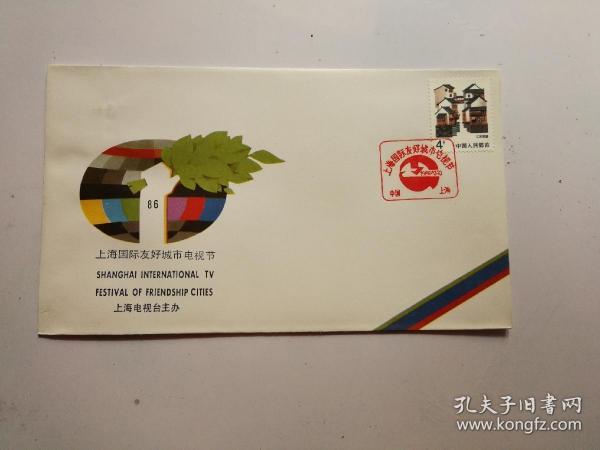 86
上海国际友好城市电视节
SHANGHAI INTERNATIONAL TV
FESTIVAL OF FRIENDSHIP CITIES
上海电视台主办
4分
中国人民邮政
上海国际友好城市电视节
中国
上海
孔夫子旧书网
www.kongfz.com